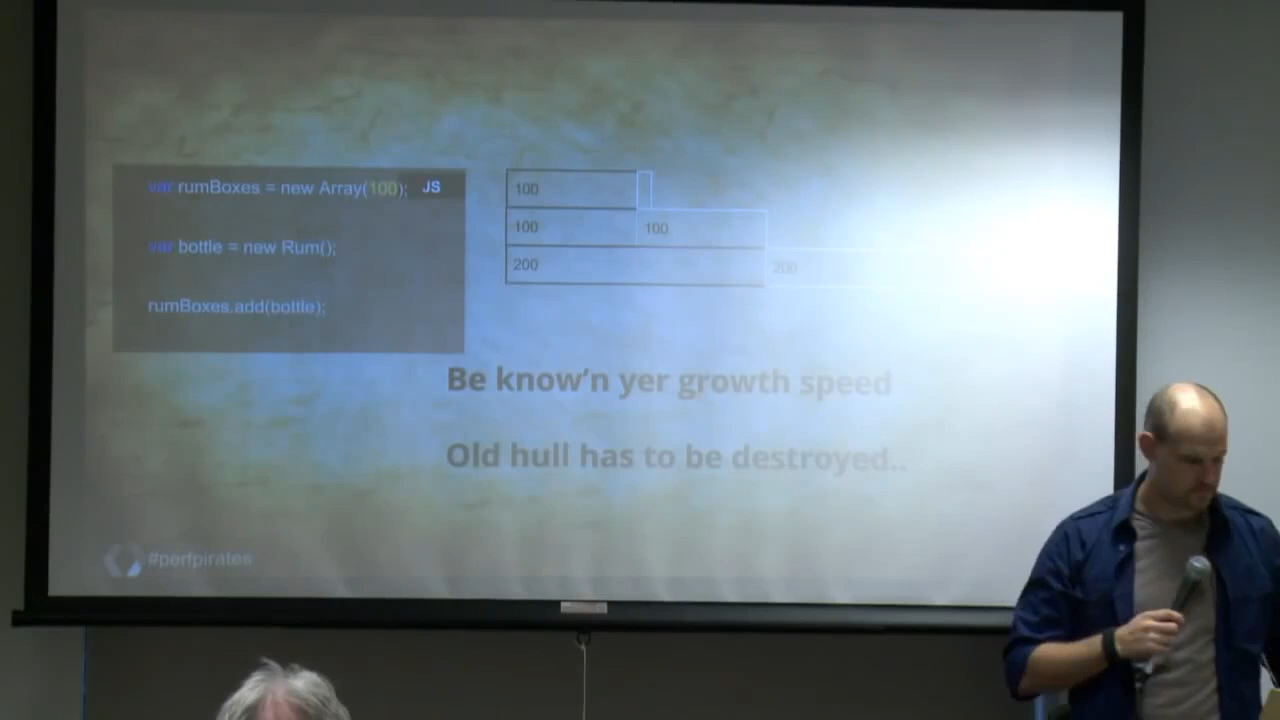 var rumBoxes = new Array(100);
JS
var bottle = new Rum();
rumBoxes.add(bottle);
100
100
100
200
200
Be know’n yer growth speed
Old hull has to be destroyed..
#perfpirates